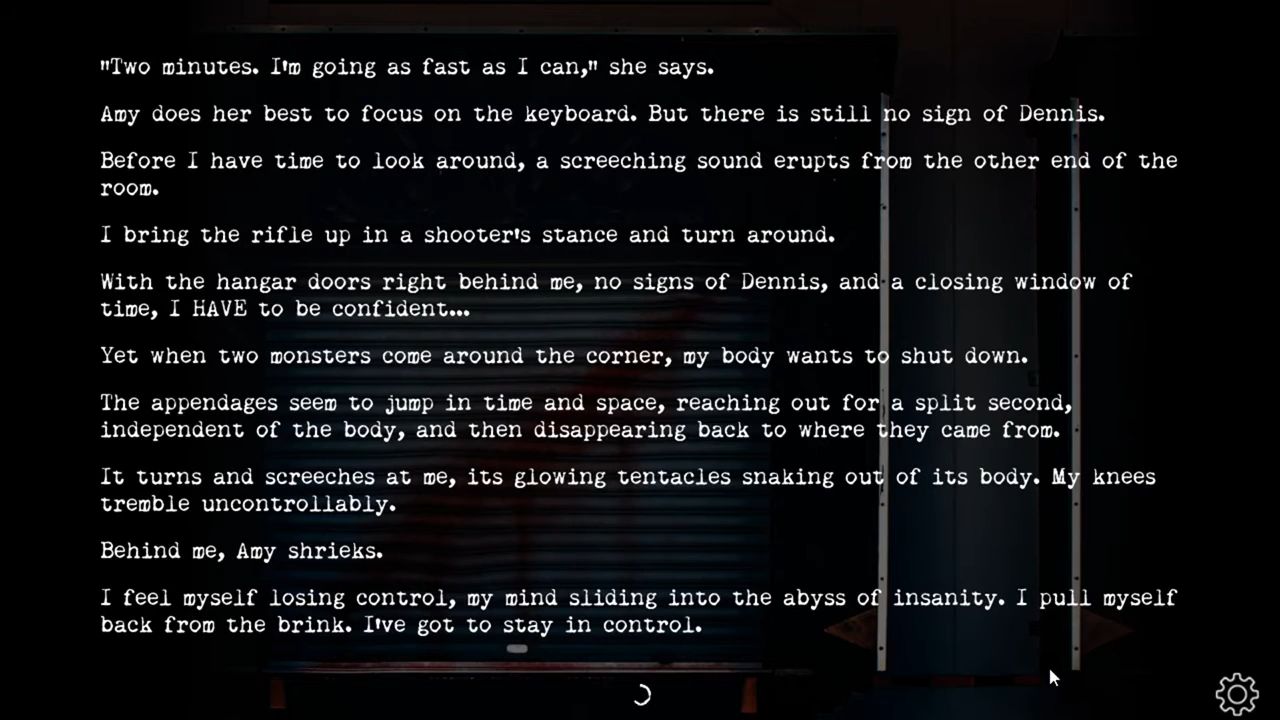 "Two minutes. I'm going as fast as I can," she says.
Amy does her best to focus on the keyboard. But there is still no sign of Dennis.
Before I have time to look around, a screeching sound erupts from the other end of the
room.
I bring the rifle up in a shooter's stance and turn around.
With the hangar doors right behind me, no signs of Dennis, and a closing window of
time, I HAVE to be confident...
Yet when two monsters come around the corner, my body wants to shut down.
The appendages seem to jump in time and space, reaching out for a split second,
independent of the body, and then disappearing back to where they came from.
It turns and screeches at me, its glowing tentacles snaking out of its body. My knees
tremble uncontrollably.
Behind me, Amy shrieks.
I feel myself losing control, my mind sliding into the abyss of insanity. I pull myself
back from the brink. I've got to stay in control.